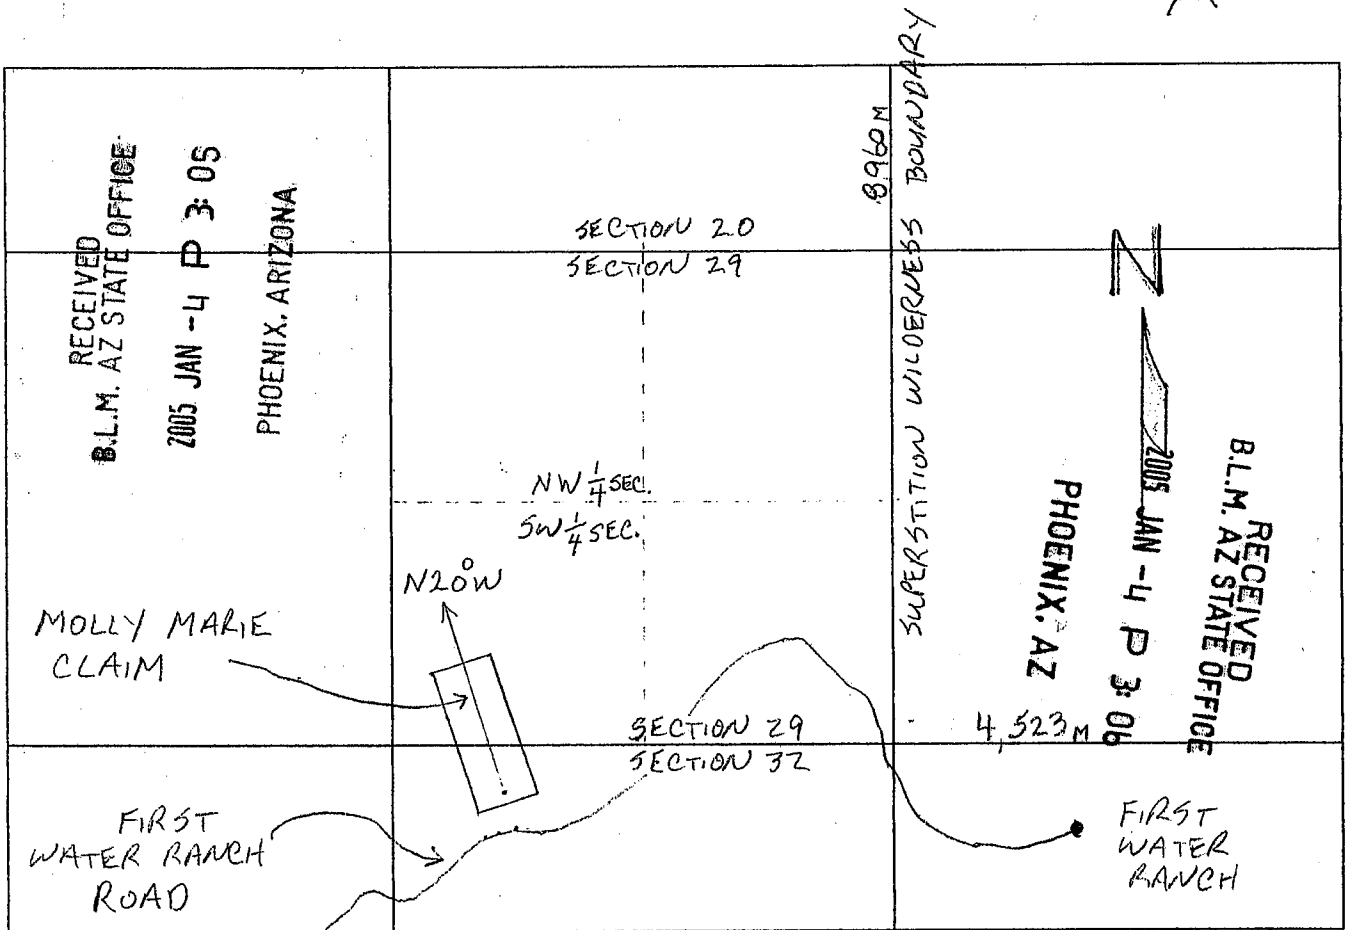 RECEIVED
B.L.M. AZ STATE OFFICE
2005 JAN -4 P 3: 05
PHOENIX, ARIZONA
8960 M
SUPERSTITION WILDERNESS BOUNDARY
SECTION 20
SECTION 29
N
RECEIVED
B.L.M. AZ STATE OFFICE
2005 JAN -4 P 3: 06
PHOENIX, AZ
NW 1/4 SEC.
SW 1/4 SEC.
N20°W
MOLLY MARIE
CLAIM
SECTION 29
SECTION 32
4,523 M
FIRST
WATER RANCH
ROAD
FIRST
WATER
RANCH